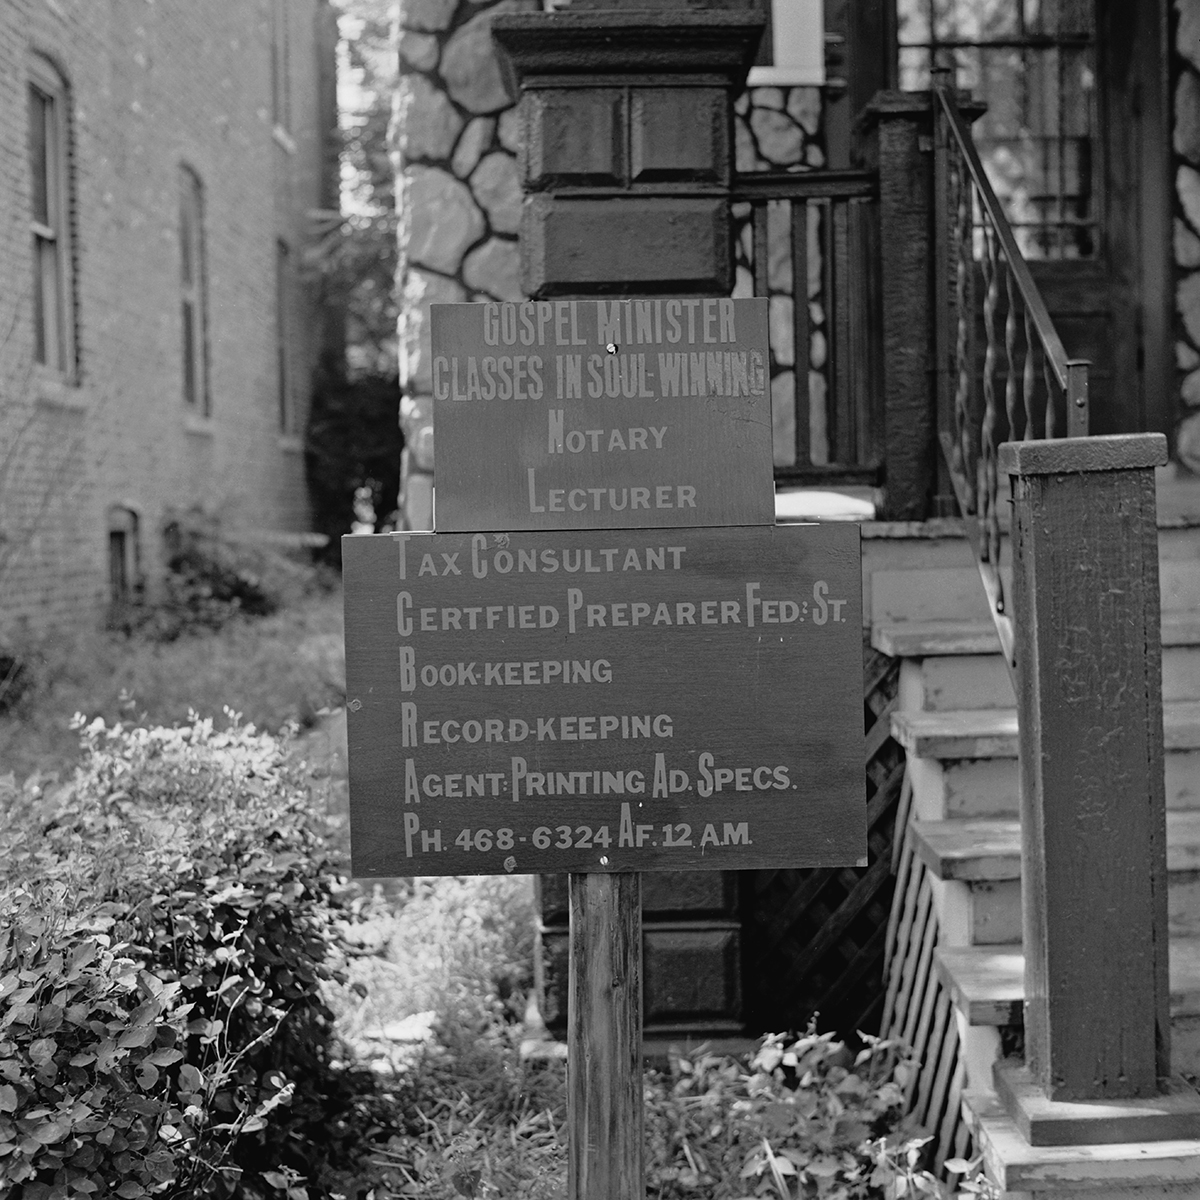 GOSPEL MINISTER
CLASSES IN SOUL-WINNING
NOTARY
LECTURER
TAX CONSULTANT
CERTFIED PREPARER FED: ST.
BOOK-KEEPING
RECORD-KEEPING
AGENT: PRINTING AD. SPECS.
PH. 468-6324 AF. 12 A.M.